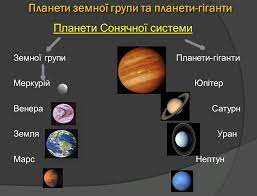 Планети земної групи та планети-гіганти
Планети Сонячної системи
Земної групи Планети-гіганти
Меркурій Юпітер
Венера Сатурн
Земля Уран
Марс Нептун